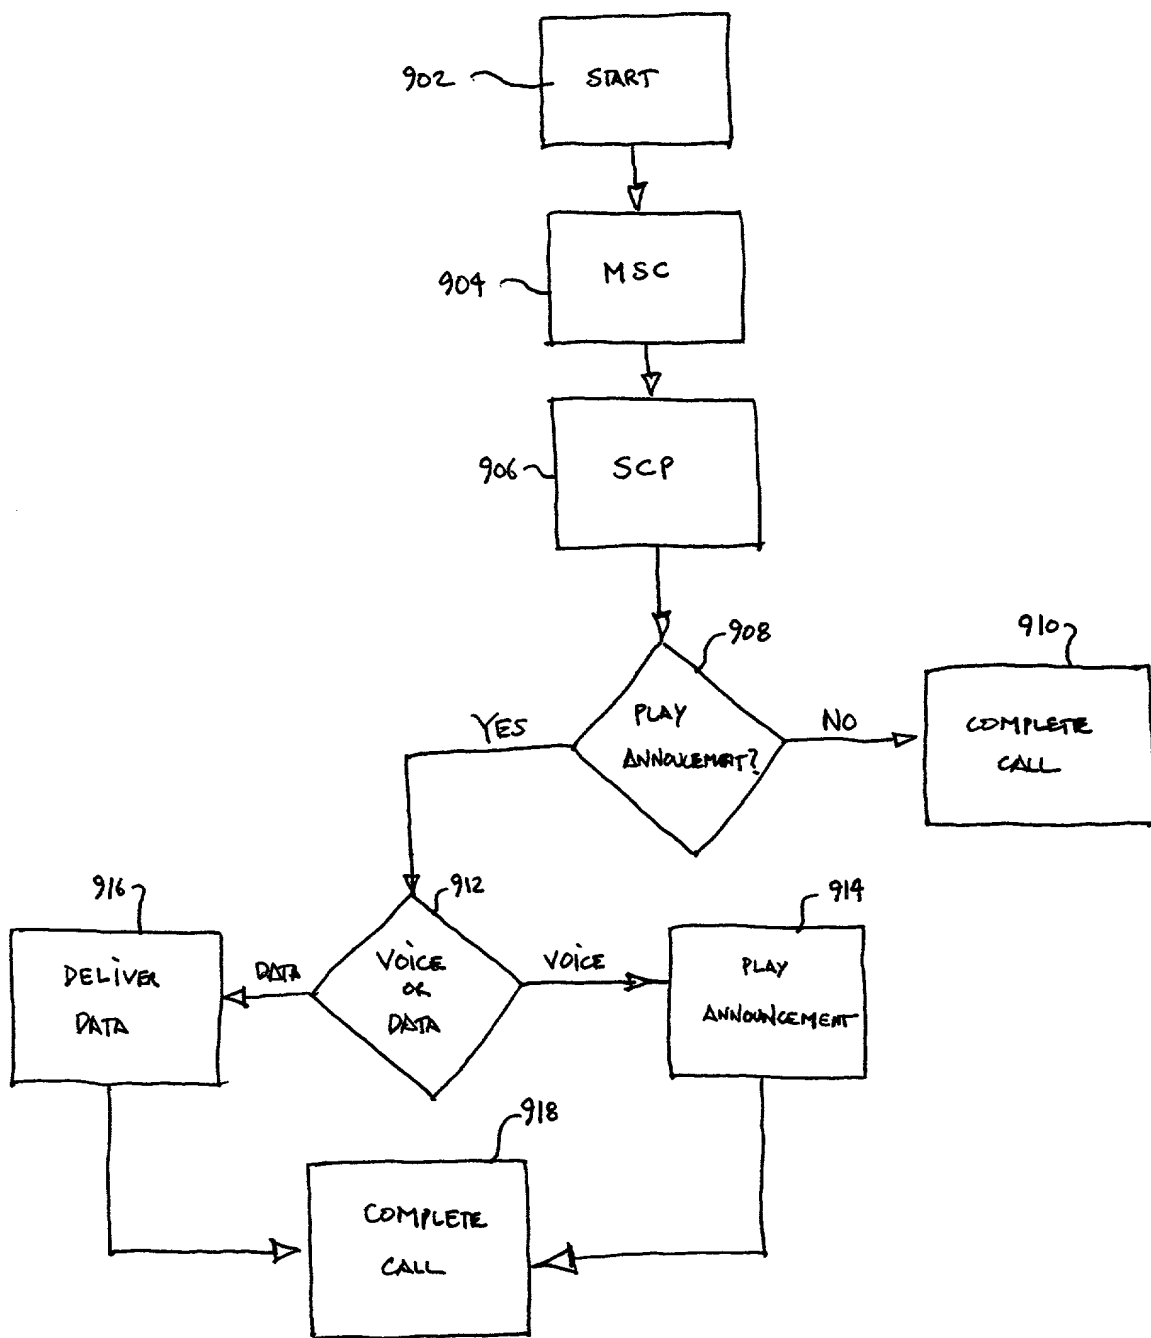 902
START
904
MSC
906
SCP
908
PLAY
ANNOUCEMENT?
YES
NO
910
COMPLETE
CALL
912
VOICE
OR
DATA
DATA
VOICE
916
DELIVER
DATA
914
PLAY
ANNOUNCEMENT
918
COMPLETE
CALL